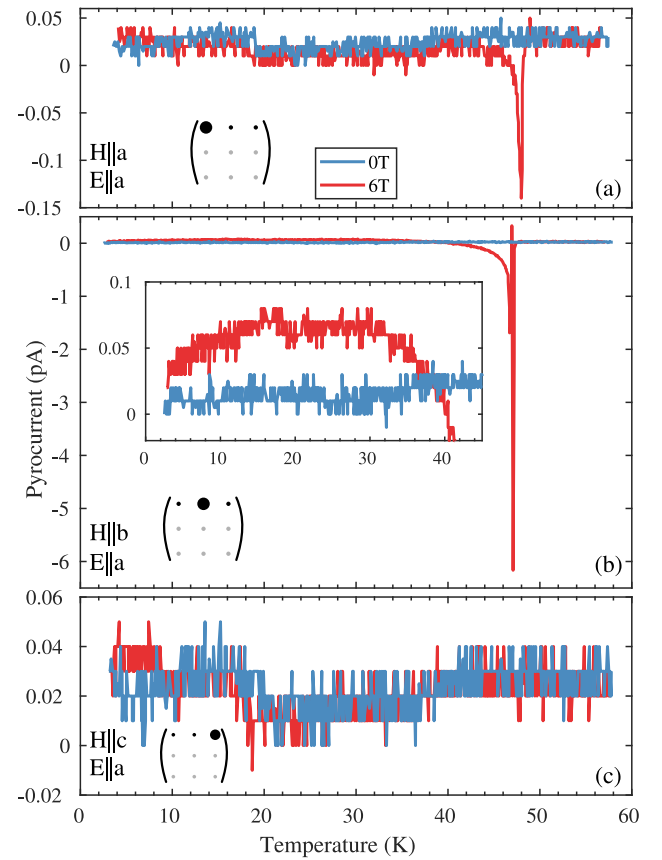 0.05
0
-0.05
-0.1
-0.15
H||a
E||a
0T
6T
(a)
0
-1
-2
-3
-4
-5
-6
Pyrocurrent (pA)
0.1
0.05
0
0 10 20 30 40
H||b
E||a
(b)
0.06
0.04
0.02
0
-0.02
H||c
E||a
(c)
0 10 20 30 40 50 60
Temperature (K)